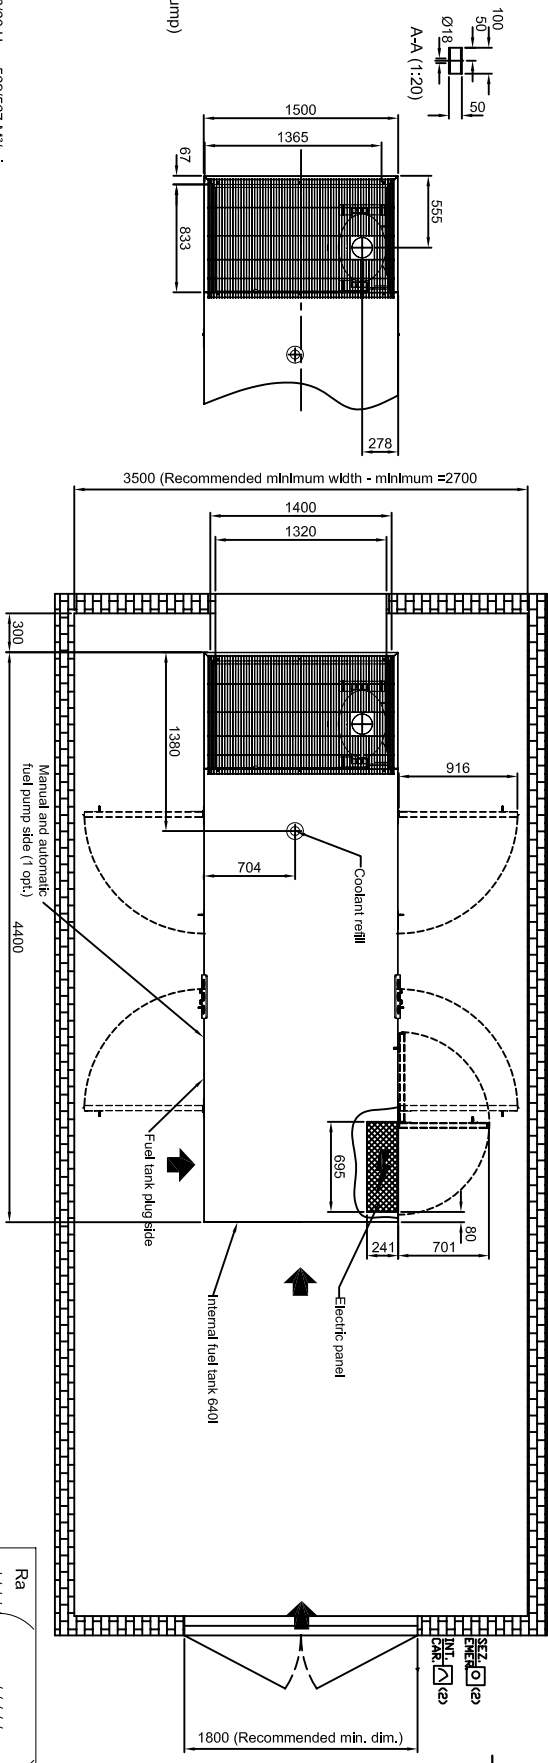 100
50
Ø18
50
A-A (1:20)
ump)
1500
1365
67
833
555
278
3500 (Recommended minimum width - minimum =2700
1400
1320
300
1380
916
704
Coolant refill
Manual and automatic
fuel pump side (1 opt.)
4400
Fuel tank plug side
695
241
80
701
Electric panel
Internal fuel tank 640l
SEZ.
EMER.
(2)
INT.
CAR.
(2)
1800 (Recommended min. dim.)
Ra